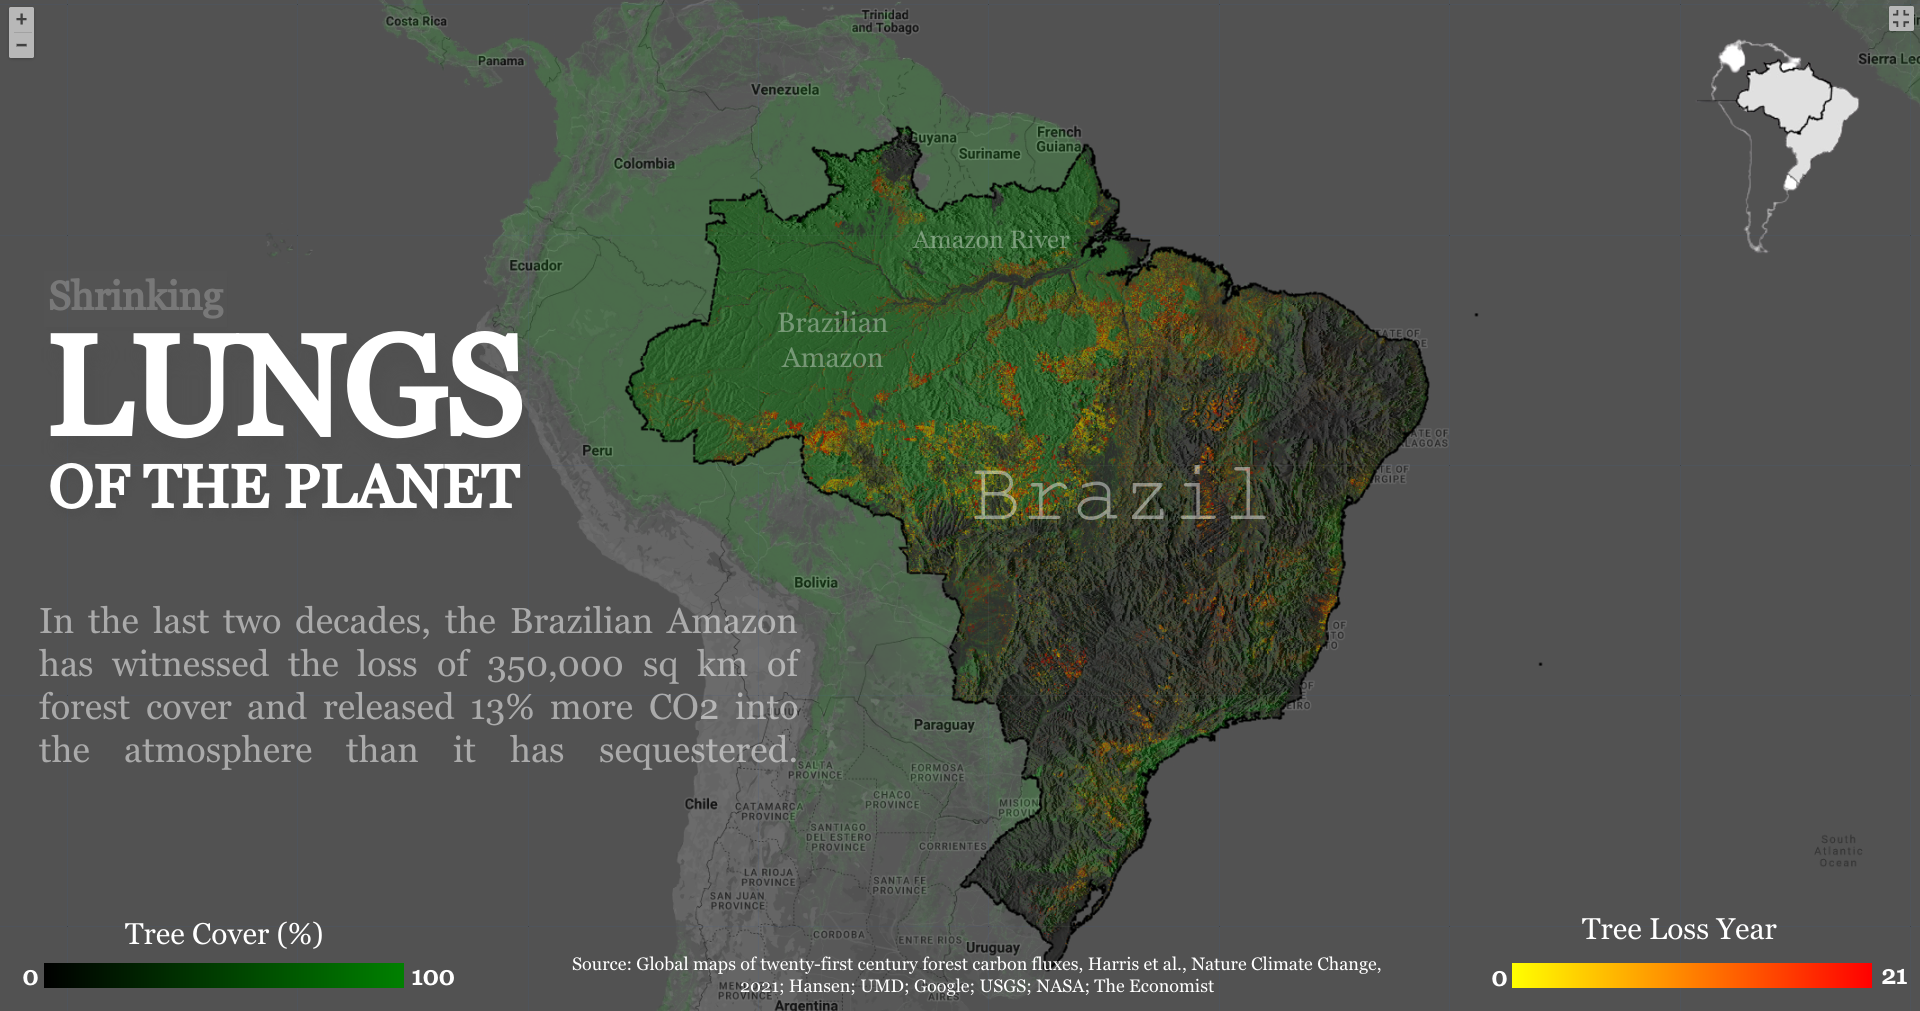 +
−
Costa Rica
Panama
Trinidad
and Tobago
Venezuela
Colombia
Guyana
Suriname
French
Guiana
Sierra Leo
Ecuador
Peru
Bolivia
Paraguay
Chile
Uruguay
Argentina
Amazon River
Brazilian
Amazon
Brazil
Shrinking
LUNGS
OF THE PLANET
In the last two decades, the Brazilian Amazon
has witnessed the loss of 350,000 sq km of
forest cover and released 13% more CO2 into
the atmosphere than it has sequestered.
SALTA
PROVINCE
FORMOSA
PROVINCE
CHACO
PROVINCE
CATAMARCA
PROVINCE
SANTIAGO
DEL ESTERO
PROVINCE
CORRIENTES
LA RIOJA
PROVINCE
SANTA FE
PROVINCE
SAN JUAN
PROVINCE
CORDOBA
ENTRE RIOS
South
Atlantic
Ocean
Tree Cover (%)
0
100
Source: Global maps of twenty-first century forest carbon fluxes, Harris et al., Nature Climate Change,
2021; Hansen; UMD; Google; USGS; NASA; The Economist
Tree Loss Year
0
21